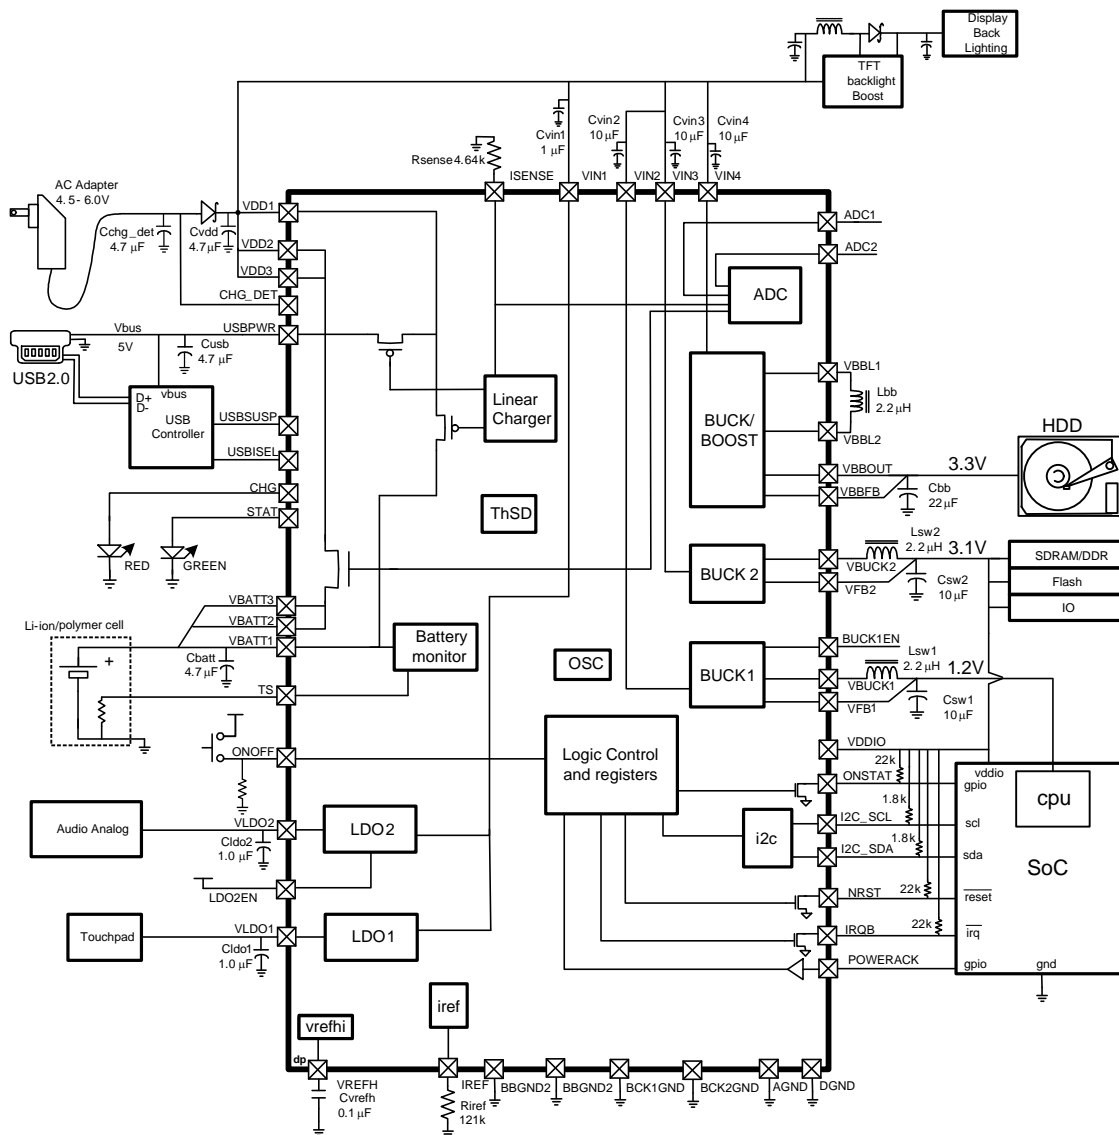 Display
Back
Lighting
TFT
backlight
Boost
Cvin1
1 µF
Cvin2
10 µF
Cvin3
10 µF
Cvin4
10 µF
Rsense 4.64k
ISENSE
VIN1
VIN2
VIN3
VIN4
AC Adapter
4.5 - 6.0V
Cchg_det
4.7 µF
Cvdd
4.7 µF
VDD1
VDD2
VDD3
CHG_DET
ADC1
ADC2
ADC
Vbus
5V
USBPWR
Cusb
4.7 µF
USB2.0
vbus
D+
D-
USB
Controller
USBSUSP
USBISEL
Linear
Charger
BUCK/
BOOST
VBBL1
Lbb
2.2 µH
VBBL2
VBBOUT
VBBFB
3.3V
Cbb
22 µF
HDD
CHG
STAT
RED
GREEN
ThSD
BUCK 2
Lsw2
2.2 µH
3.1V
VBUCK2
VFB2
Csw2
10 µF
SDRAM/DDR
Flash
IO
VBATT3
VBATT2
VBATT1
Li-ion/polymer cell
+
Cbatt
4.7 µF
TS
Battery
monitor
OSC
BUCK1
BUCK1EN
Lsw1
2.2 µH
1.2V
VBUCK1
VFB1
Csw1
10 µF
ONOFF
Logic Control
and registers
VDDIO
22k
ONSTAT
1.8k
I2C_SCL
1.8k
I2C_SDA
22k
NRST
22k
IRQB
POWERACK
i2c
vddio
gpio
cpu
scl
sda
SoC
reset
irq
gpio
gnd
Audio Analog
VLDO2
Cldo2
1.0 µF
LDO2
LDO2EN
Touchpad
VLDO1
Cldo1
1.0 µF
LDO1
vrefhi
iref
dp
VREFH
Cvrefh
0.1 µF
IREF
Riref
121k
BBGND2
BBGND2
BCK1GND
BCK2GND
AGND
DGND